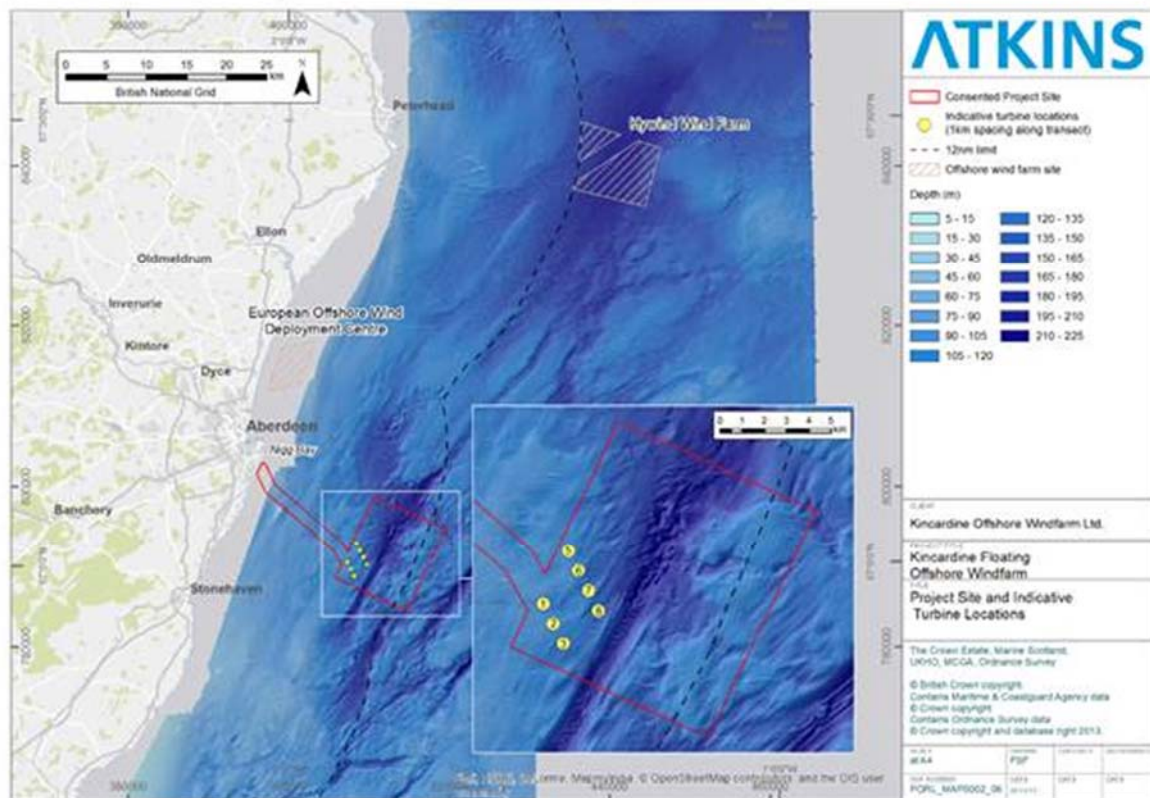 0 5 10 15 20 25
km
British National Grid
N
Peterhead
Hywind Wind Farm
Ellon
Oldmeldrum
Inverurie
European Offshore Wind
Deployment Centre
Kintore
Dyce
Aberdeen
Nigg Bay
Banchory
Stonehaven
0 1 2 3 4 5
km
5
6
7
8
1
2
3
ATKINS
Consented Project Site
Indicative turbine locations
(1km spacing along transect)
12nm limit
Offshore wind farm site
Depth (m)
5 - 15
15 - 30
30 - 45
45 - 60
60 - 75
75 - 90
90 - 105
105 - 120
120 - 135
135 - 150
150 - 165
165 - 180
180 - 195
195 - 210
210 - 225
Kincardine Offshore Windfarm Ltd.
Kincardine Floating
Offshore Windfarm
Project Site and Indicative
Turbine Locations
The Crown Estate, Marine Scotland,
UKHO, MCGA, Ordnance Survey
© British Crown copyright.
Contains Maritime & Coastguard Agency data
© Crown copyright
Contains Ordnance Survey data
© Crown copyright and database right 2013.
© OpenStreetMap contributors, and the GIS user